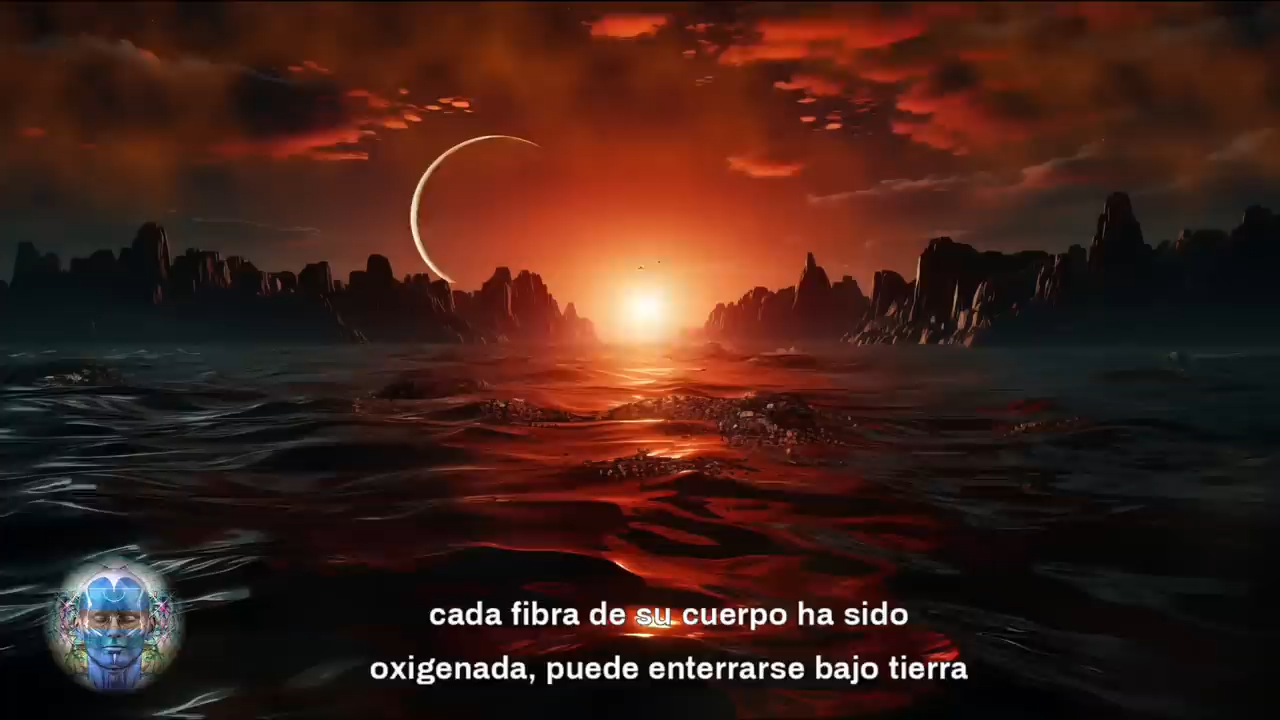 cada fibra de su cuerpo ha sido
oxigenada, puede enterrarse bajo tierra